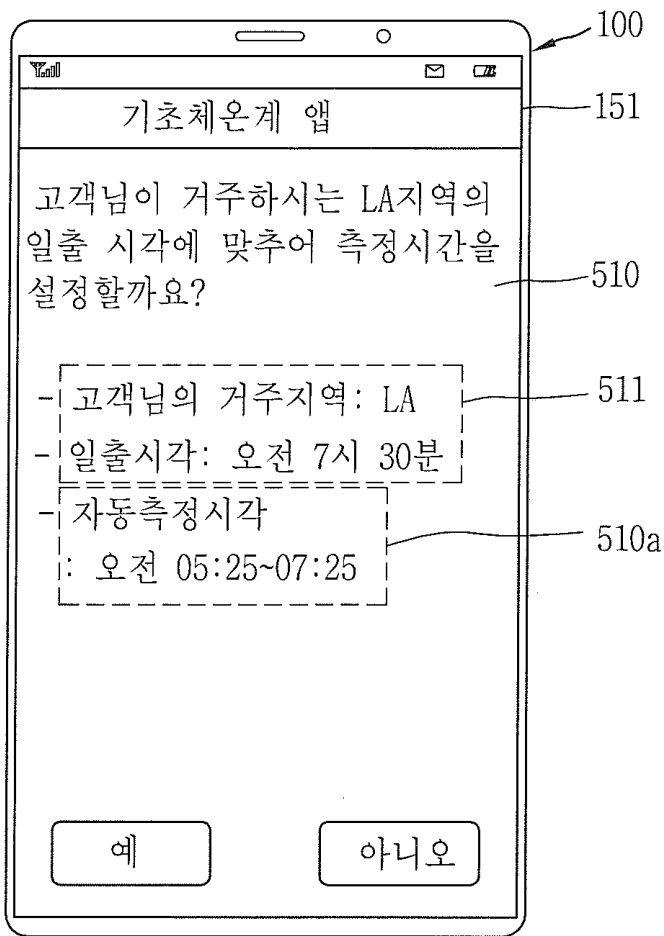 100
151
기초체온계 앱
고객님이 거주하시는 LA지역의
일출 시각에 맞추어 측정시간을
설정할까요?
510
- 고객님의 거주지역: LA
511
- 일출시각: 오전 7시 30분
- 자동측정시각
: 오전 05:25~07:25
510a
예
아니오